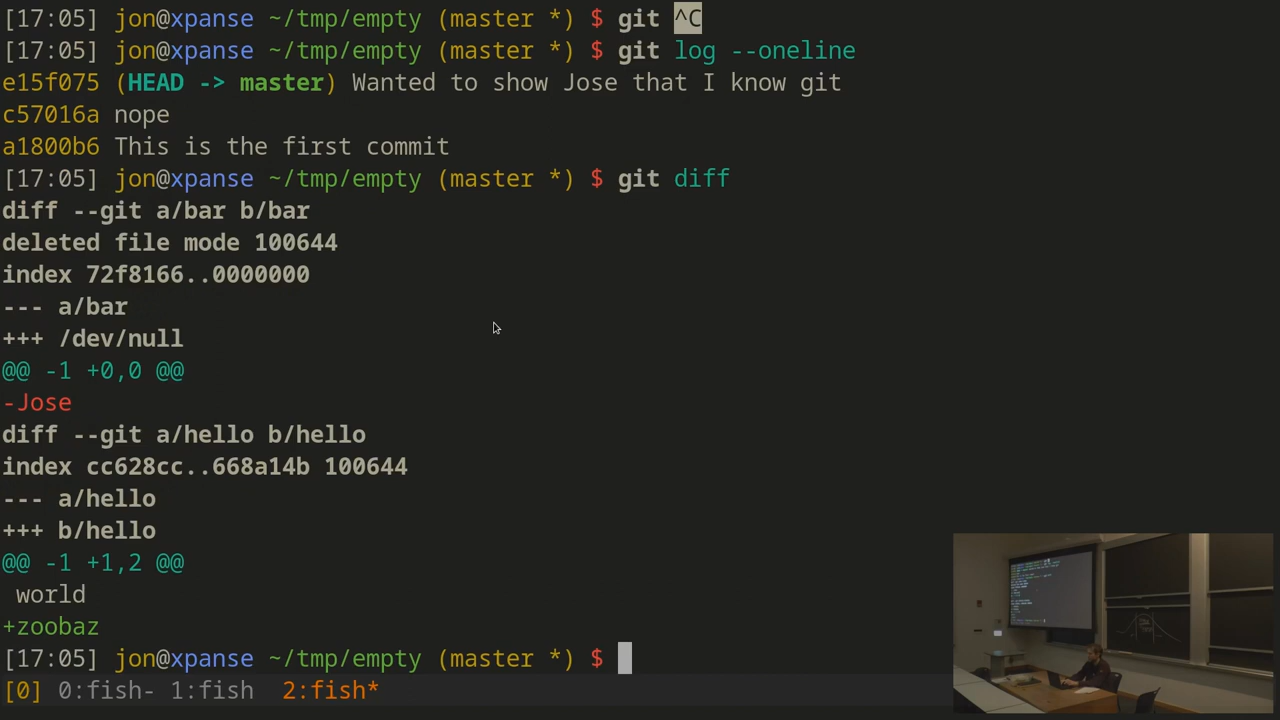 [17:05] jon@xpanse ~/tmp/empty (master *) $ git ^C
[17:05] jon@xpanse ~/tmp/empty (master *) $ git log --oneline
e15f075 (HEAD -> master) Wanted to show Jose that I know git
c57016a nope
a1800b6 This is the first commit
[17:05] jon@xpanse ~/tmp/empty (master *) $ git diff
diff --git a/bar b/bar
deleted file mode 100644
index 72f8166..0000000
--- a/bar
+++ /dev/null
@@ -1 +0,0 @@
-Jose
diff --git a/hello b/hello
index cc628cc..668a14b 100644
--- a/hello
+++ b/hello
@@ -1 +1,2 @@
 world
+zoobaz
[17:05] jon@xpanse ~/tmp/empty (master *) $
[0] 0:fish- 1:fish  2:fish*